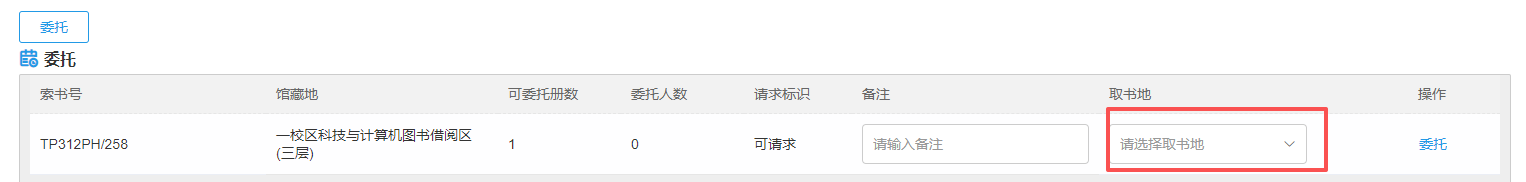 委托
委托
索书号 馆藏地 可委托册数 委托人数 请求标识 备注 取书地 操作
TP312PH/258 一校区科技与计算机图书借阅区 1 0 可请求 请输入备注 请选择取书地 委托
(三层)